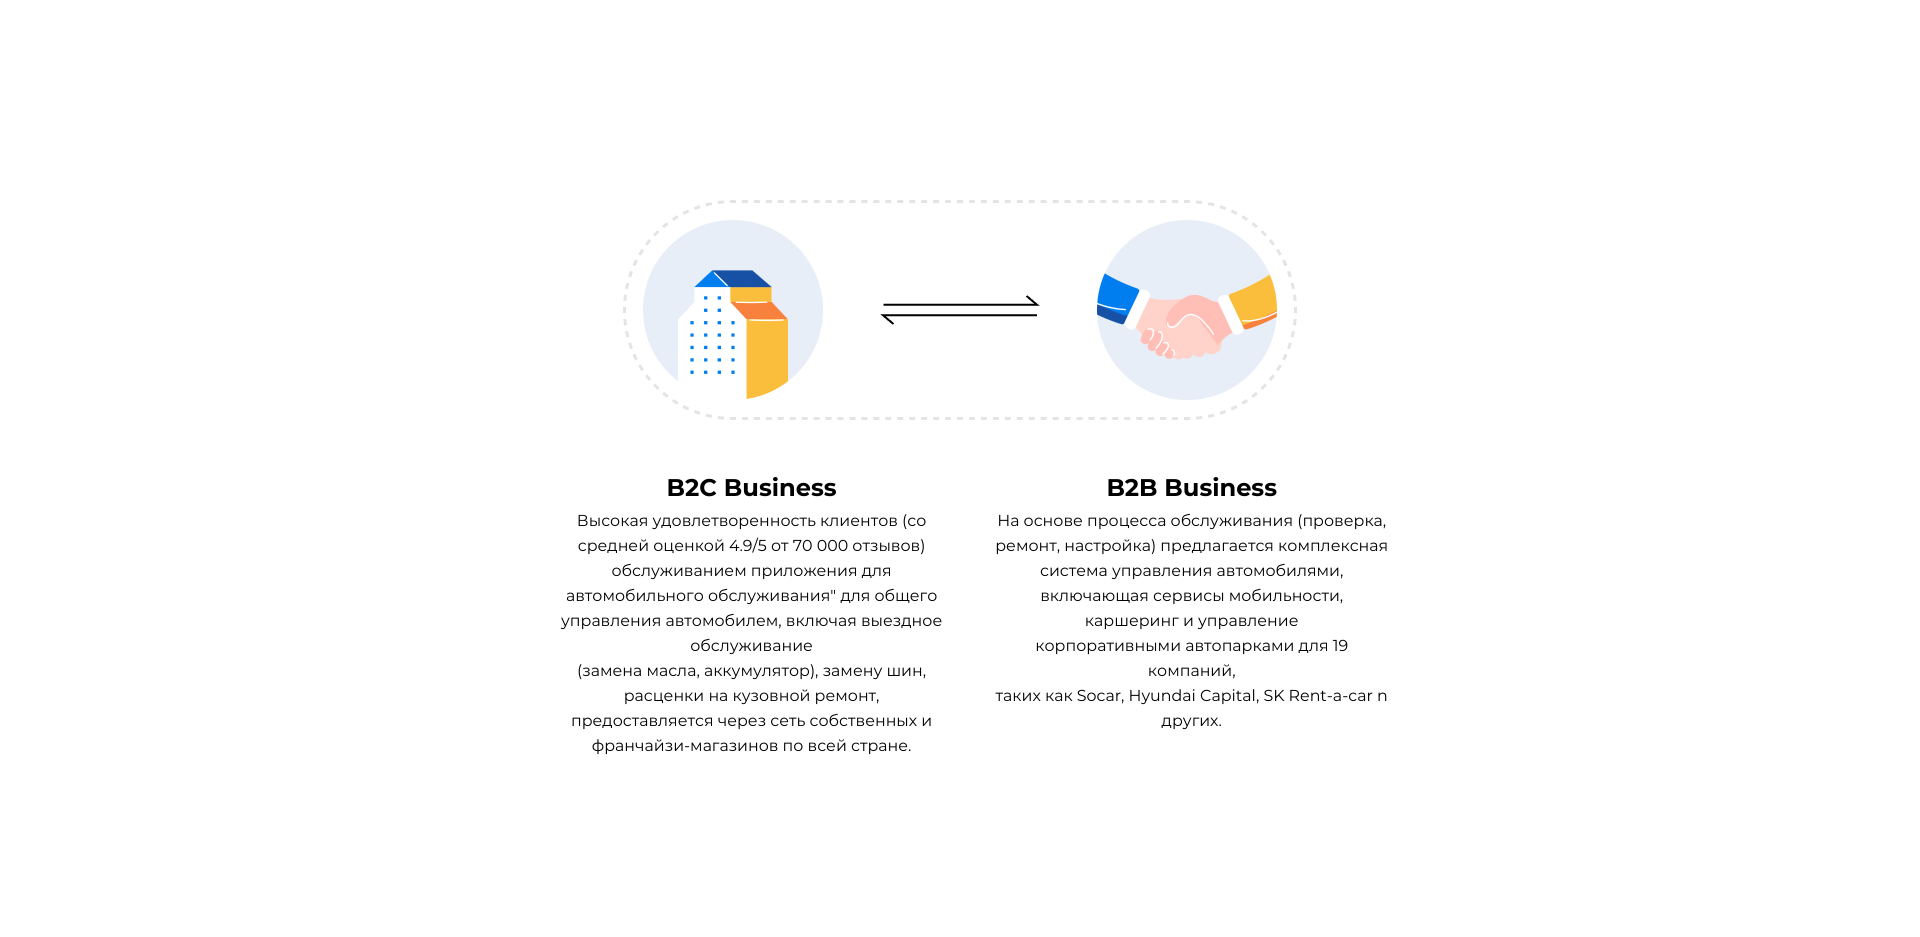 B2C Business
Высокая удовлетворенность клиентов (со
средней оценкой 4.9/5 от 70 000 отзывов)
обслуживанием приложения для
автомобильного обслуживания" для общего
управления автомобилем, включая выездное
обслуживание
(замена масла, аккумулятор), замену шин,
расценки на кузовной ремонт,
предоставляется через сеть собственных и
франчайзи-магазинов по всей стране.
B2B Business
На основе процесса обслуживания (проверка,
ремонт, настройка) предлагается комплексная
система управления автомобилями,
включающая сервисы мобильности,
каршеринг и управление
корпоративными автопарками для 19
компаний,
таких как Socar, Hyundai Capital, SK Rent-a-car n
других.